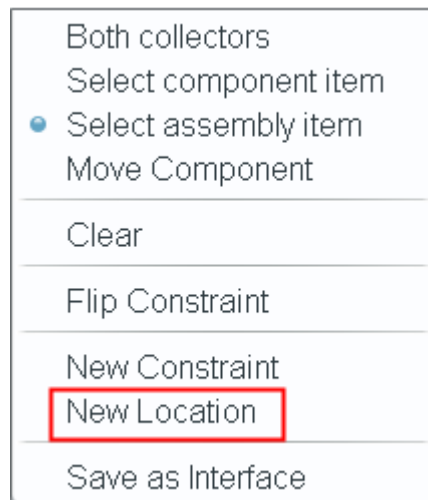 Both collectors
Select component item
Select assembly item
Move Component
Clear
Flip Constraint
New Constraint
New Location
Save as Interface